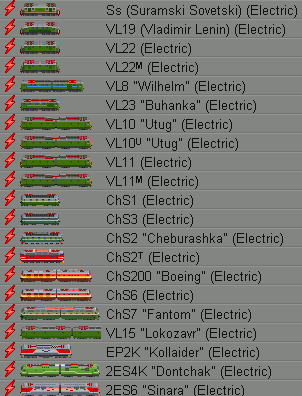 Ss (Suramski Sovetski) (Electric)
VL19 (Vladimir Lenin) (Electric)
VL22 (Electric)
VL22ᴹ (Electric)
VL8 "Wilhelm" (Electric)
VL23 "Buhanka" (Electric)
VL10 "Utug" (Electric)
VL10ᵁ "Utug" (Electric)
VL11 (Electric)
VL11ᴹ (Electric)
ChS1 (Electric)
ChS3 (Electric)
ChS2 "Cheburashka" (Electric)
ChS2ᵀ (Electric)
ChS200 "Boeing" (Electric)
ChS6 (Electric)
ChS7 "Fantom" (Electric)
VL15 "Lokozavr" (Electric)
EP2K "Kollaider" (Electric)
2ES4K "Dontchak" (Electric)
2ES6 "Sinara" (Electric)